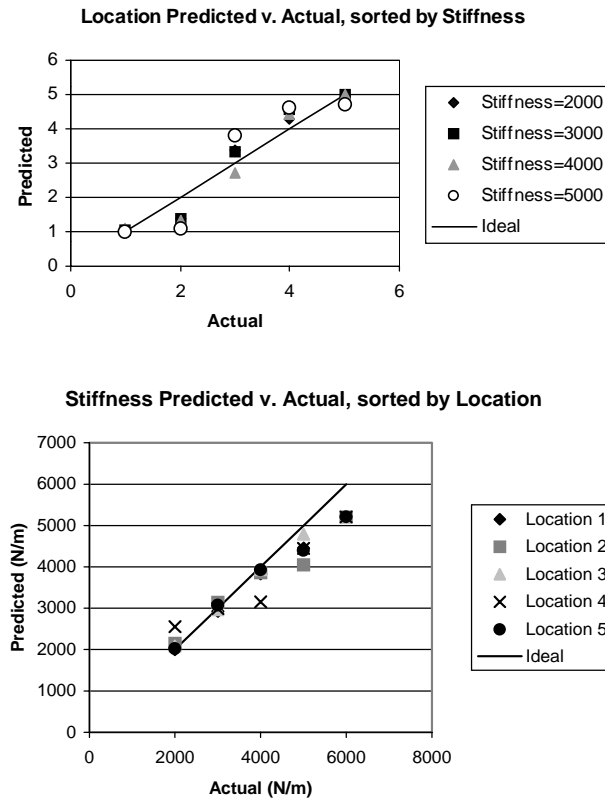 Location Predicted v. Actual, sorted by Stiffness
6
5
4
3
2
1
0
Predicted
0 2 4 6
Actual
Stiffness=2000
Stiffness=3000
Stiffness=4000
Stiffness=5000
Ideal
Stiffness Predicted v. Actual, sorted by Location
7000
6000
5000
4000
3000
2000
1000
0
Predicted (N/m)
0 2000 4000 6000 8000
Actual (N/m)
Location 1
Location 2
Location 3
Location 4
Location 5
Ideal